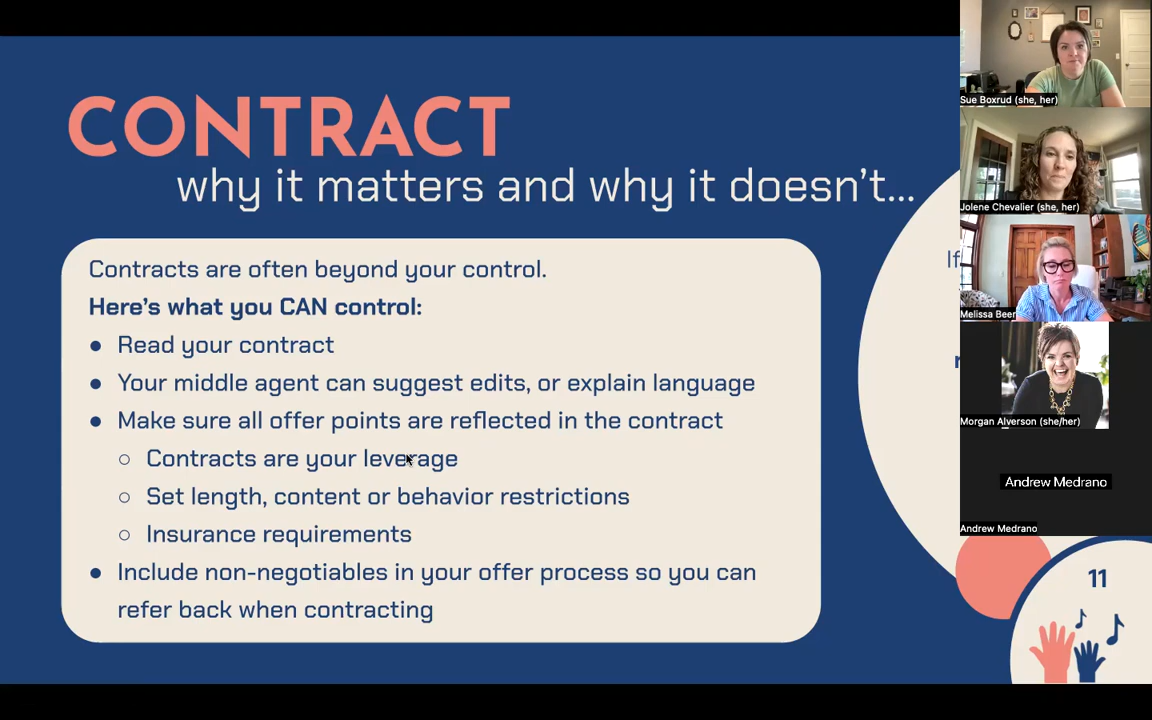 CONTRACT
why it matters and why it doesn't...
Contracts are often beyond your control.
Here's what you CAN control:
● Read your contract
● Your middle agent can suggest edits, or explain language
● Make sure all offer points are reflected in the contract
○ Contracts are your leverage
○ Set length, content or behavior restrictions
○ Insurance requirements
● Include non-negotiables in your offer process so you can
refer back when contracting
If
11
Sue Boxrud (she, her)
Jolene Chevalier (she, her)
Melissa Beer
Morgan Alverson (she/her)
Andrew Medrano
Andrew Medrano